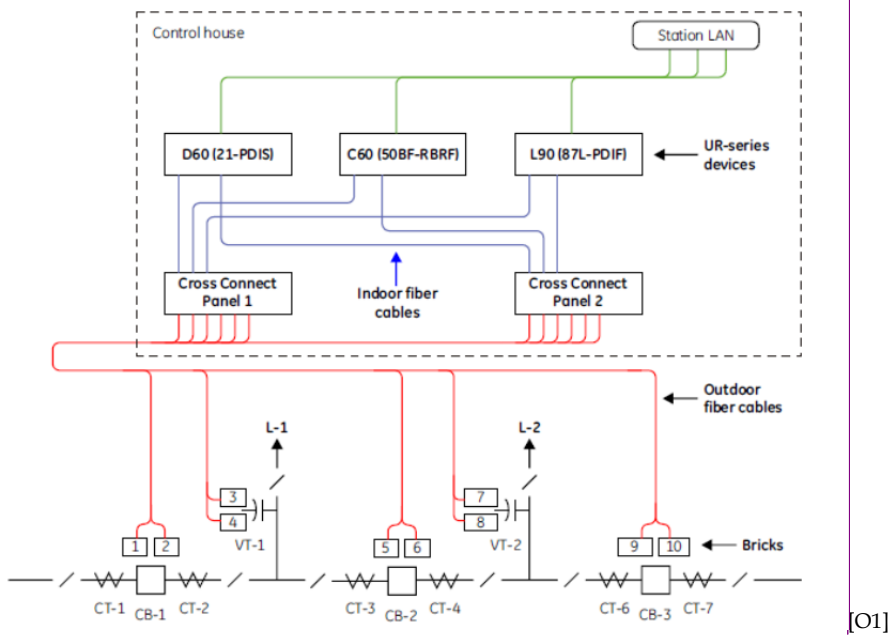 Control house
Station LAN
D60 (21-PDIS)
C60 (50BF-RBRF)
L90 (87L-PDIF)
UR-series
devices
Cross Connect
Panel 1
Indoor fiber
cables
Cross Connect
Panel 2
Outdoor
fiber cables
L-1
L-2
3
4
VT-1
7
8
VT-2
1
2
5
6
9
10
Bricks
CT-1
CB-1
CT-2
CT-3
CB-2
CT-4
CT-6
CB-3
CT-7
[O1]